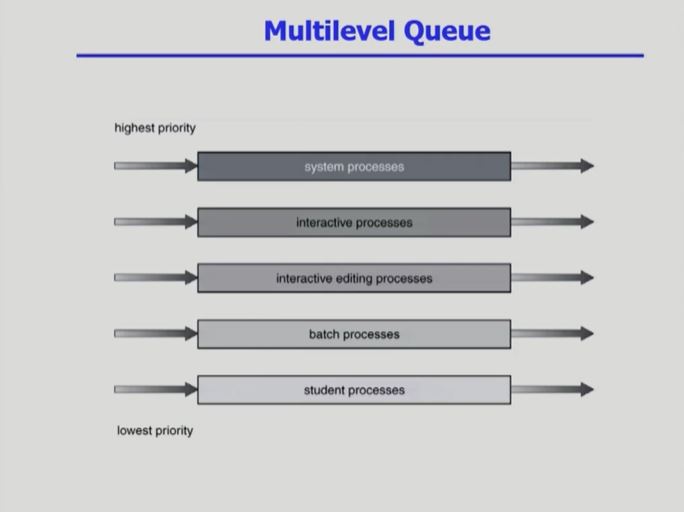 Multilevel Queue
highest priority
system processes
interactive processes
interactive editing processes
batch processes
student processes
lowest priority